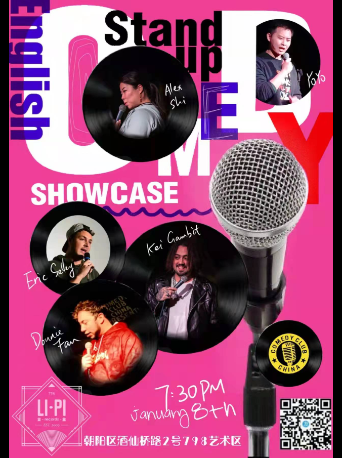 English
Stand
up
COMEDY
SHOWCASE
Alex
Shi
YoYo
Kai Gambit
Eric Selky
Donnie
Fan
7:30PM
January 8th
COMEDY CLUB
CHINA
LI-PI
朝阳区酒仙桥路2号798艺术区